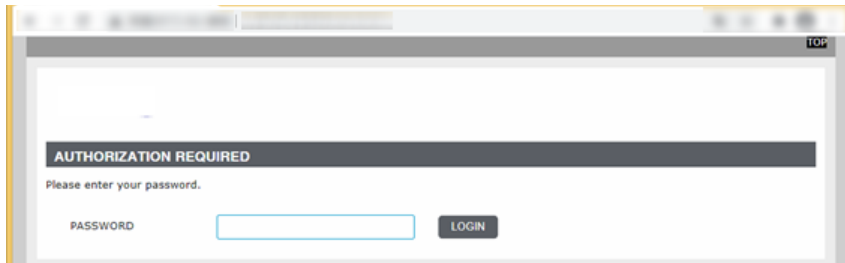 TOP
AUTHORIZATION REQUIRED
Please enter your password.
PASSWORD LOGIN